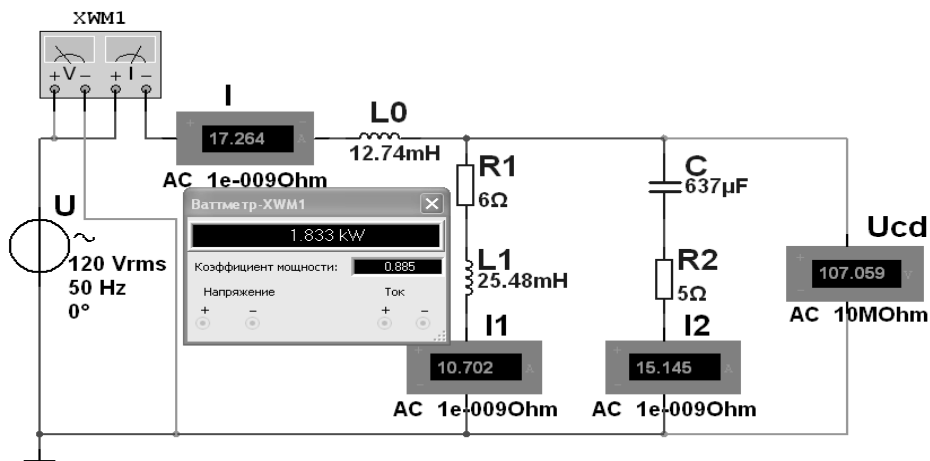 XWM1
+ V - + I -
I
+ -
17.264 A
AC 1e-009Ohm
L0
12.74mH
R1
6Ω
C
637µF
Ваттметр-XWM1
1.833 kW
Коэффициент мощности: 0.885
Напряжение Ток
+ - + -
U
120 Vrms
50 Hz
0°
L1
25.48mH
R2
5Ω
Ucd
+
107.059 V
-
AC 10MOhm
I1
+
10.702 A
-
AC 1e-009Ohm
I2
+
15.145 A
-
AC 1e-009Ohm